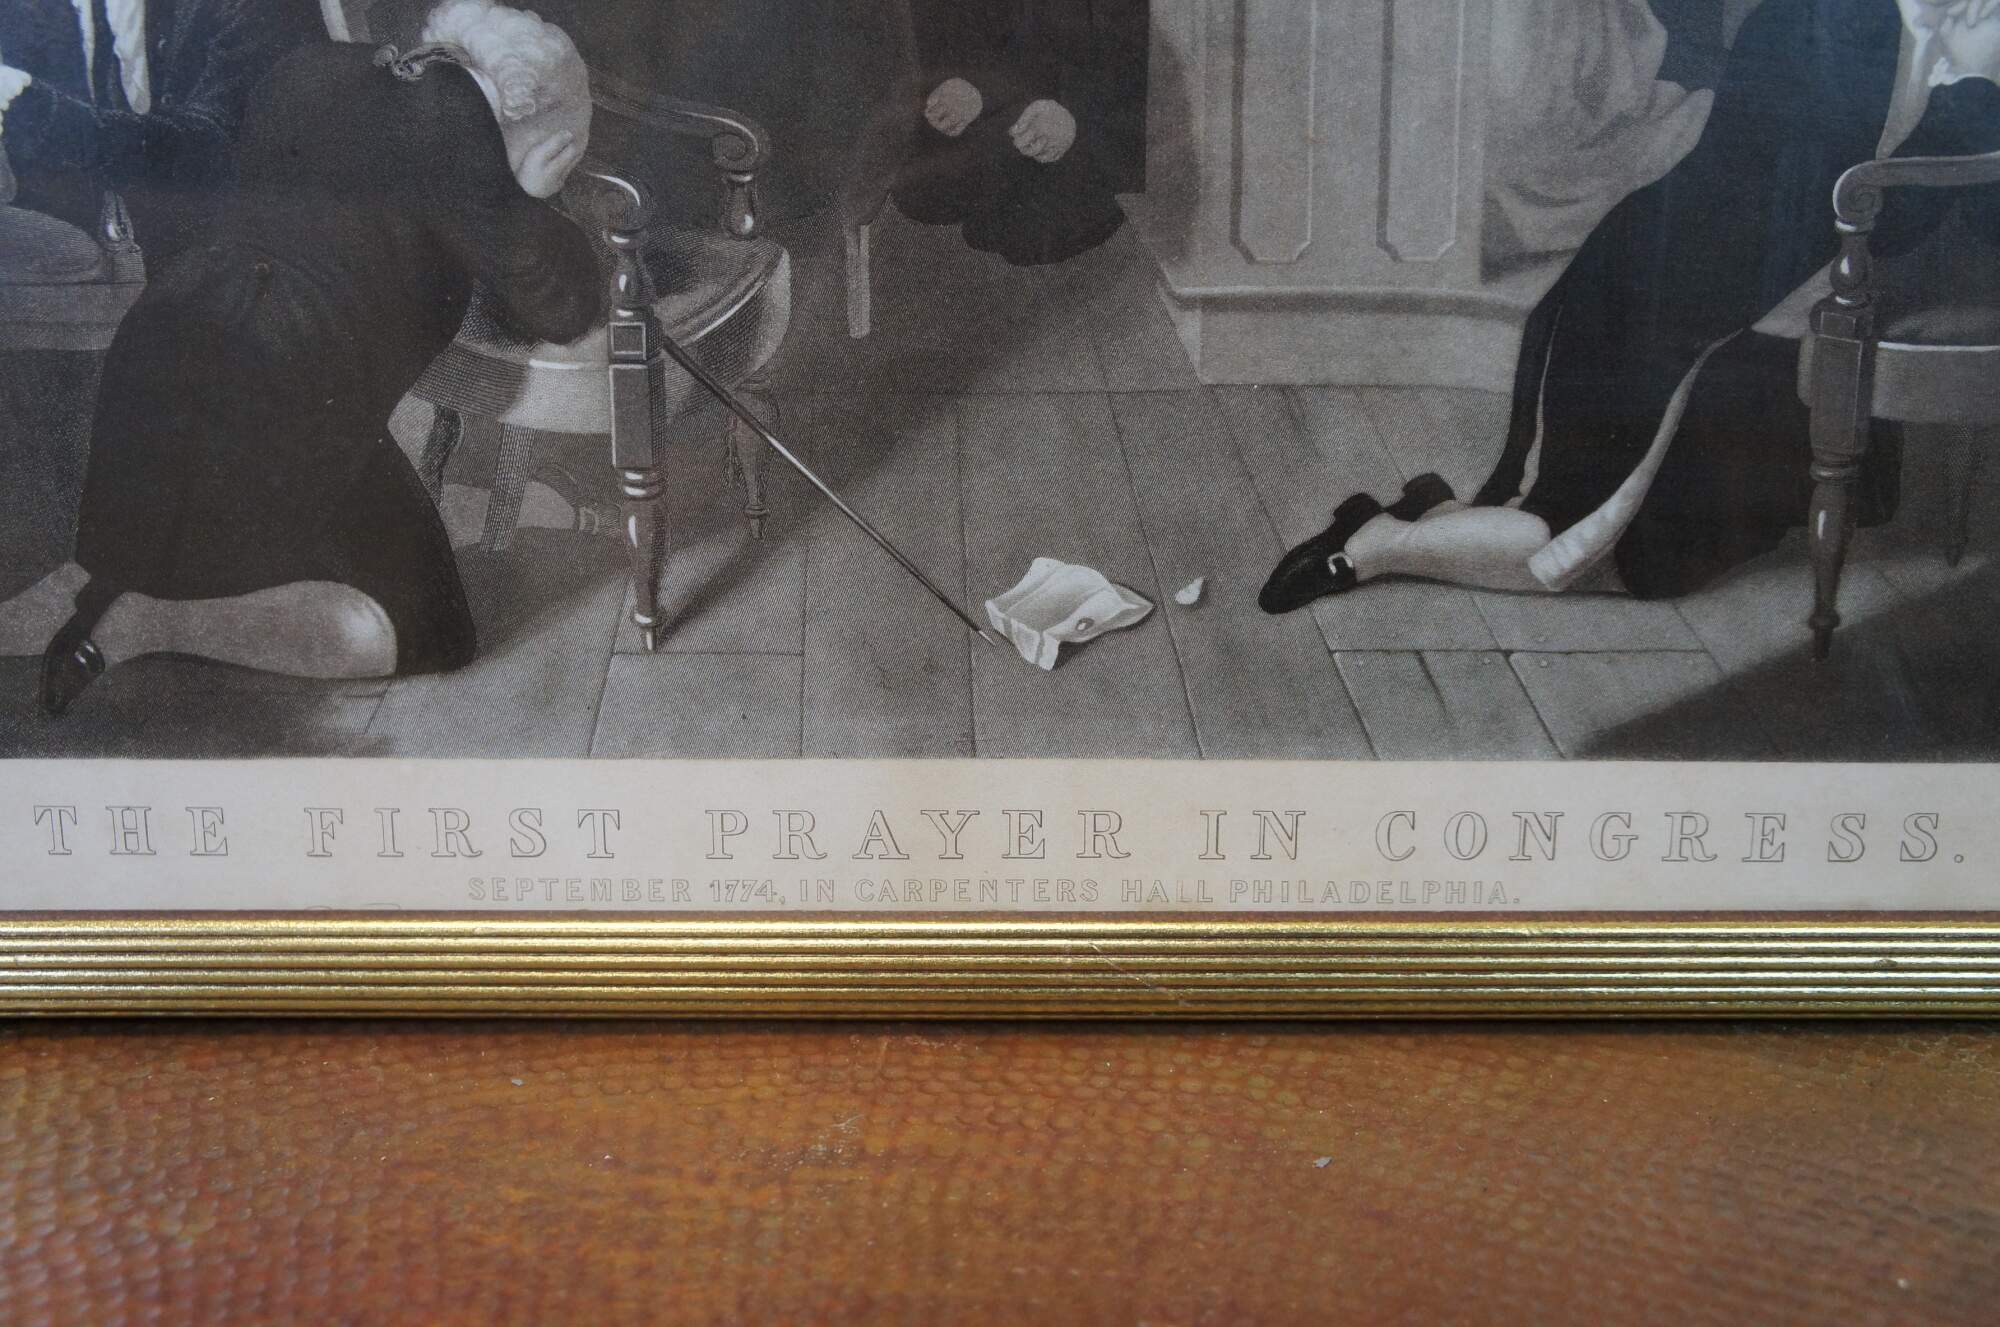 THE FIRST PRAYER IN CONGRESS.
SEPTEMBER 1774, IN CARPENTERS HALL PHILADELPHIA.